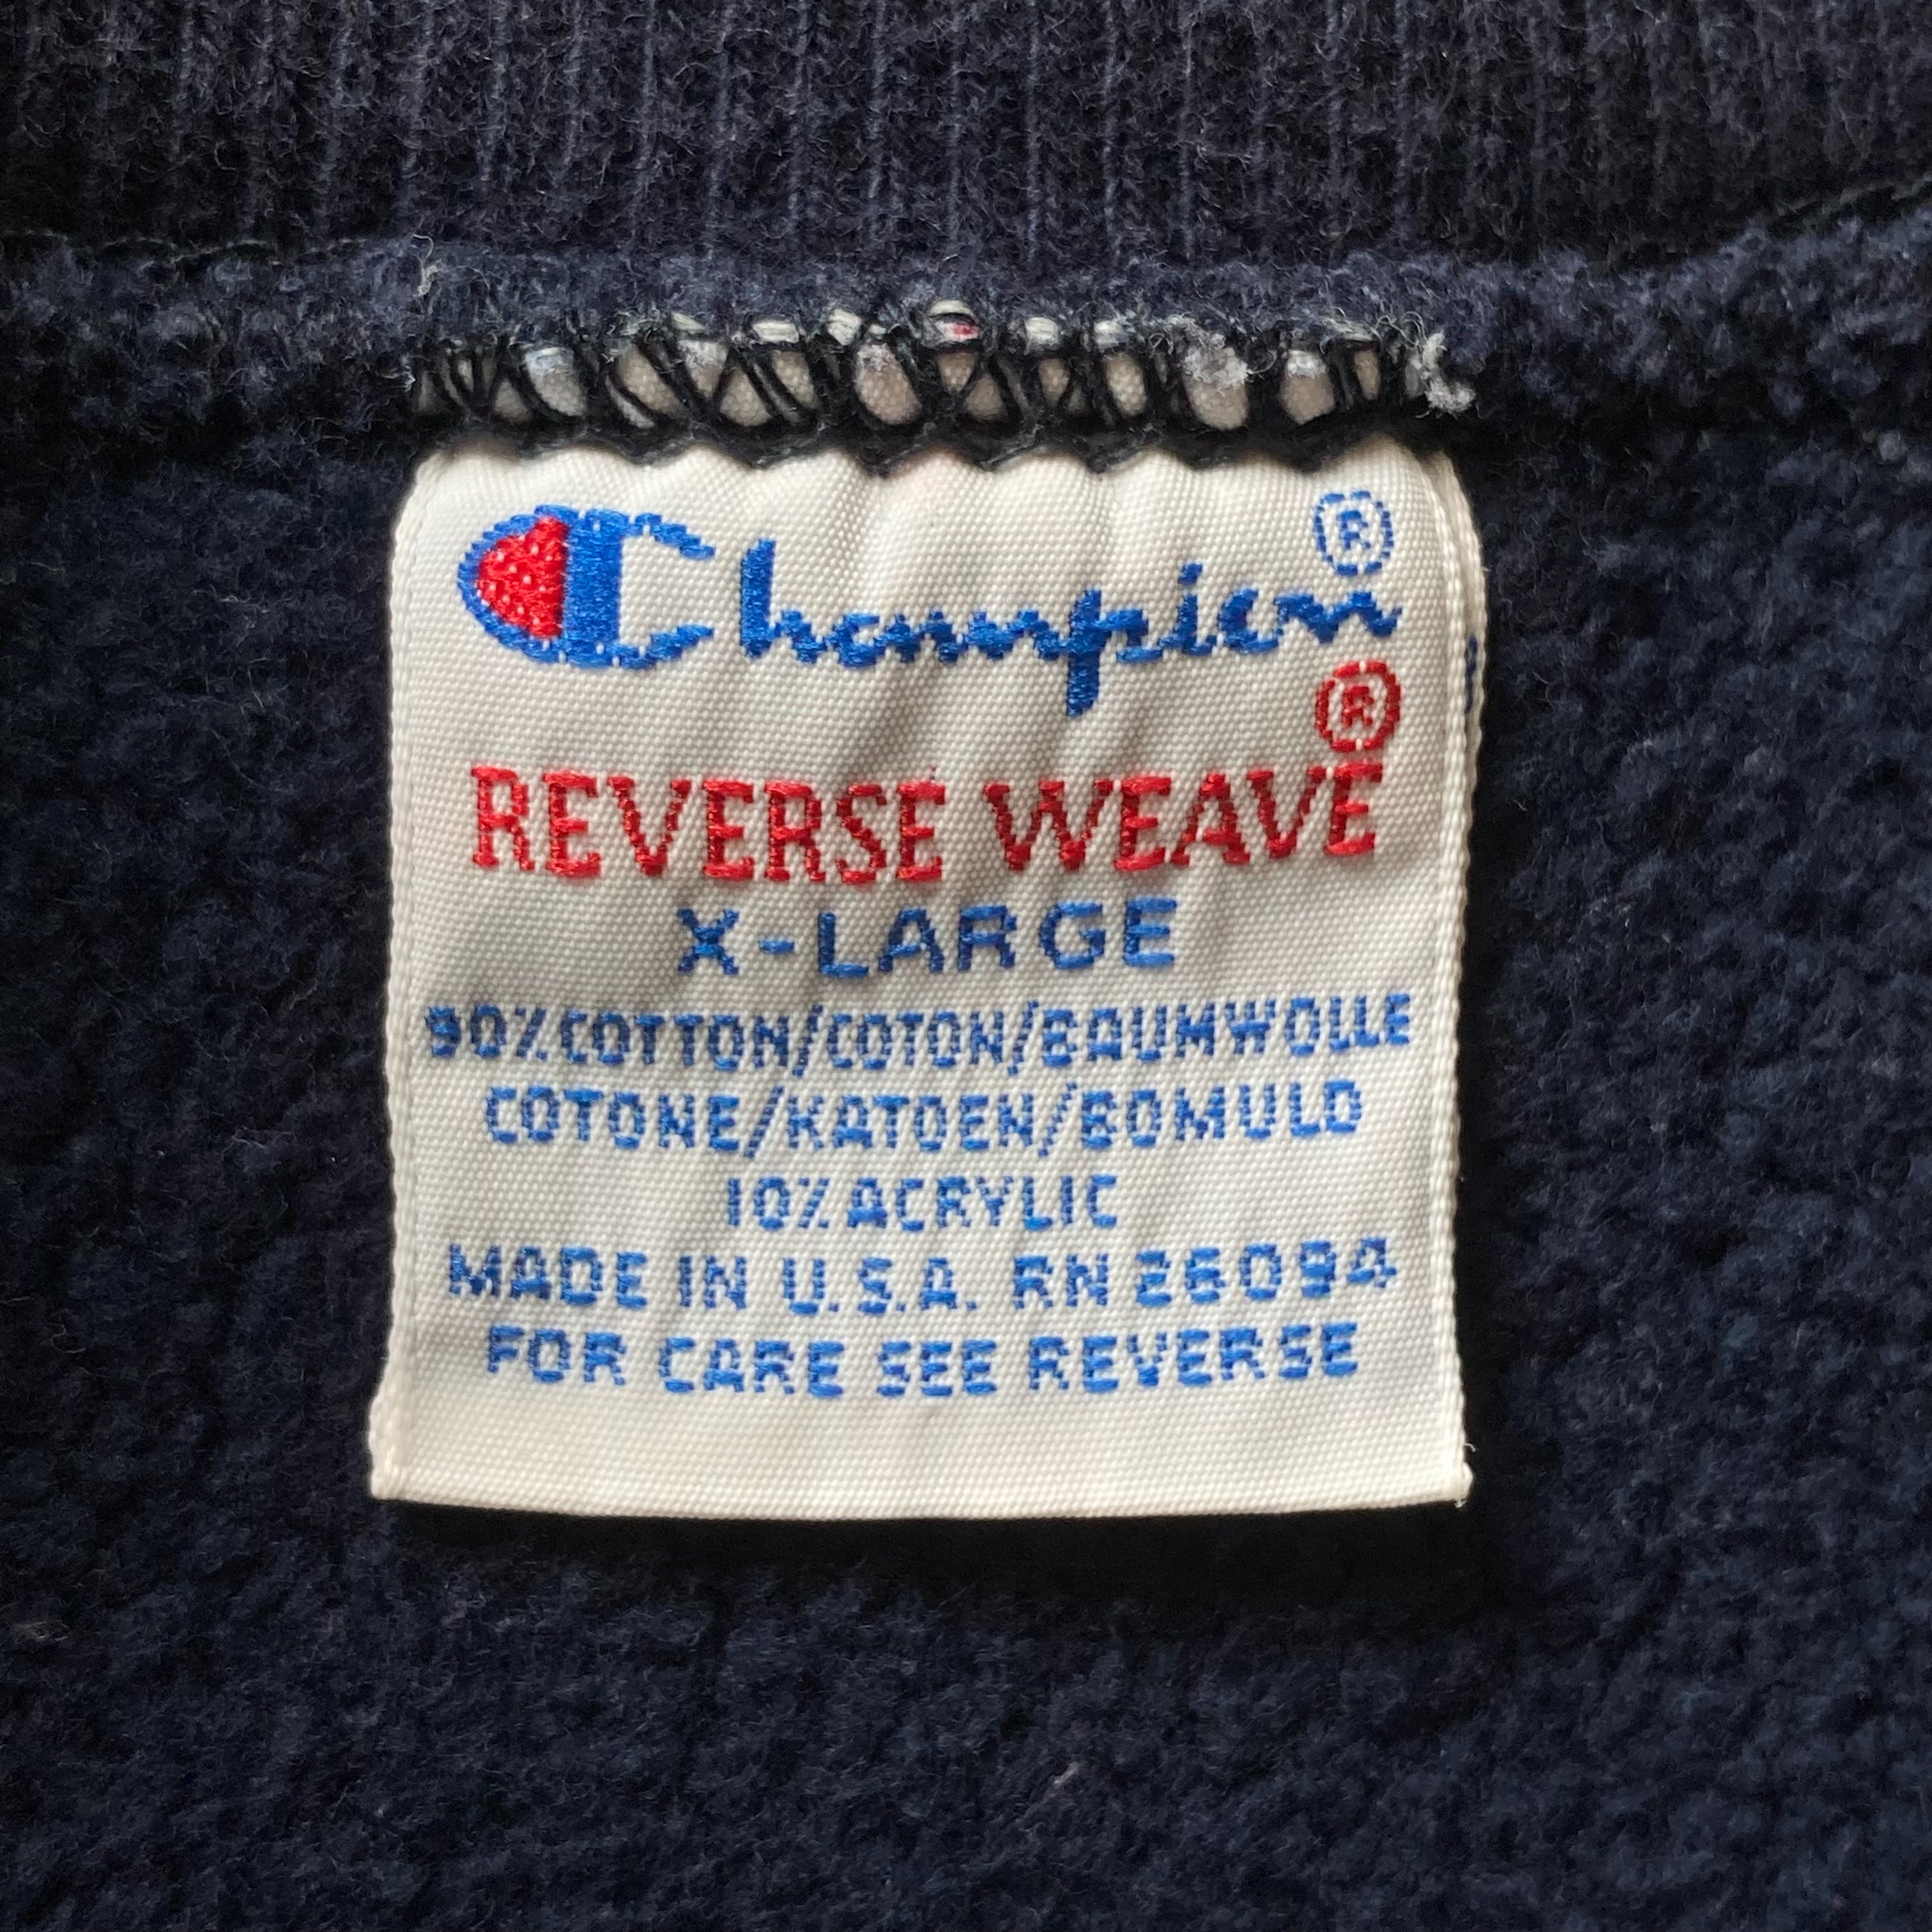 Champion®
REVERSE WEAVE®
X-LARGE
90% COTTON/COTON/BAUMWOLLE
COTONE/KATOEN/BOMULD
10% ACRYLIC
MADE IN U.S.A. RN 26094
FOR CARE SEE REVERSE